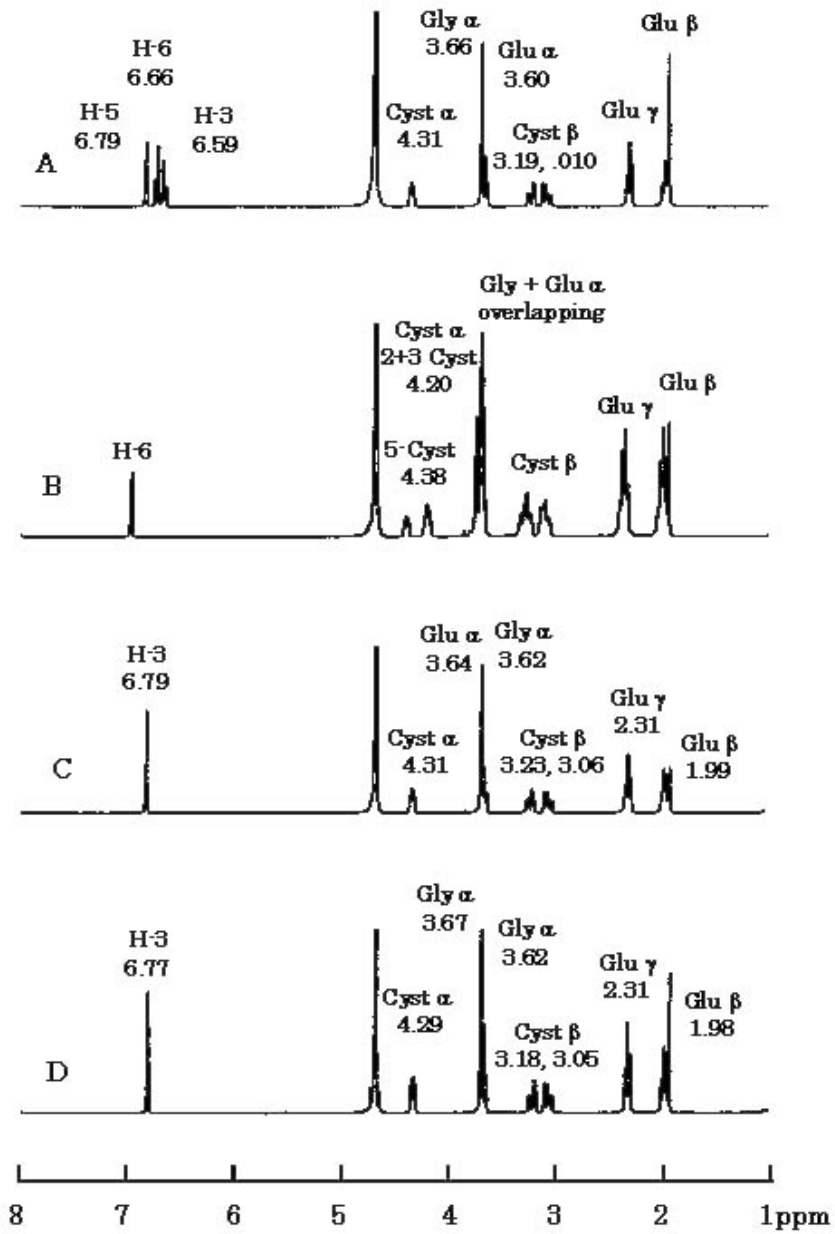 H-6
6.66
H-5
6.79
H-3
6.59
Cyst α
4.31
Gly α
3.66
Glu α
3.60
Cyst β
3.19, .010
Glu γ
Glu β
A
H-6
Cyst α
2+3 Cyst
4.20
5-Cyst
4.38
Gly + Glu α
overlapping
Cyst β
Glu γ
Glu β
B
H-3
6.79
Cyst α
4.31
Glu α
3.64
Gly α
3.62
Cyst β
3.23, 3.06
Glu γ
2.31
Glu β
1.99
C
H-3
6.77
Cyst α
4.29
Gly α
3.67
Gly α
3.62
Cyst β
3.18, 3.05
Glu γ
2.31
Glu β
1.98
D
8 7 6 5 4 3 2 1ppm